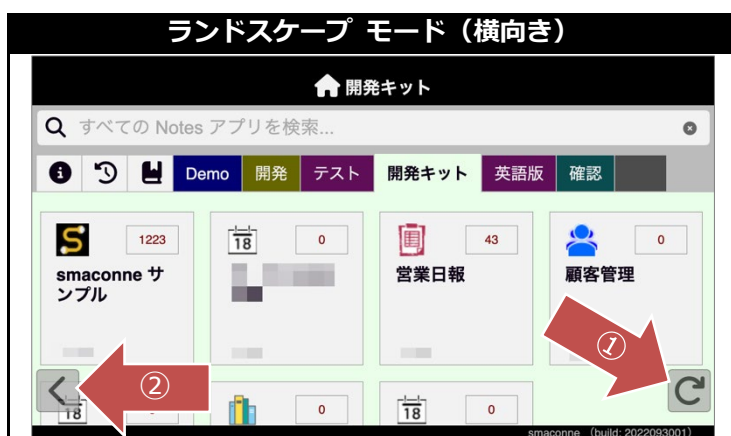 ランドスケープ モード（横向き）
開発キット
すべての Notes アプリを検索...
Demo 開発 テスト 開発キット 英語版 確認
1223 18 0 43 0
smaconne サンプル
営業日報
顧客管理
①
②
18 0 18 0
smaconne （build: 2022093001）